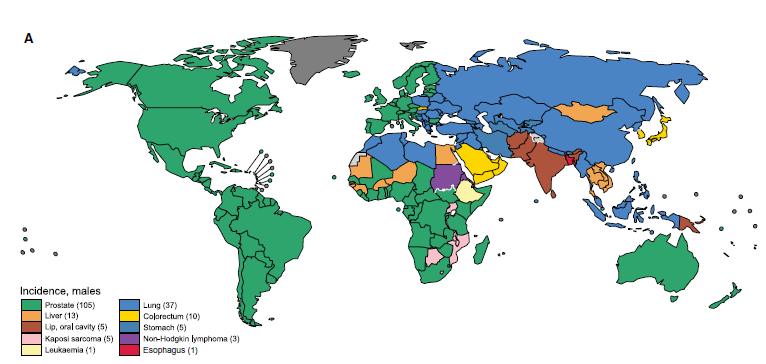 A
Incidence, males
Prostate (105)
Liver (13)
Lip, oral cavity (5)
Kaposi sarcoma (5)
Leukaemia (1)
Lung (37)
Colorectum (10)
Stomach (5)
Non-Hodgkin lymphoma (3)
Esophagus (1)